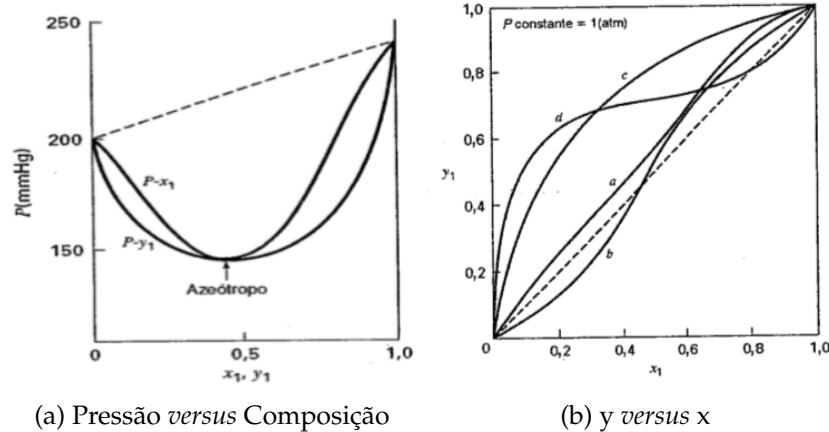 250
200
150
P(mmHg)
P-x1
P-y1
Azeótropo
0
0,5
1,0
x1, y1
(a) Pressão versus Composição
P constante = 1(atm)
1,0
0,8
0,6
0,4
0,2
y1
c
d
a
b
0
0,2
0,4
0,6
0,8
1,0
x1
(b) y versus x